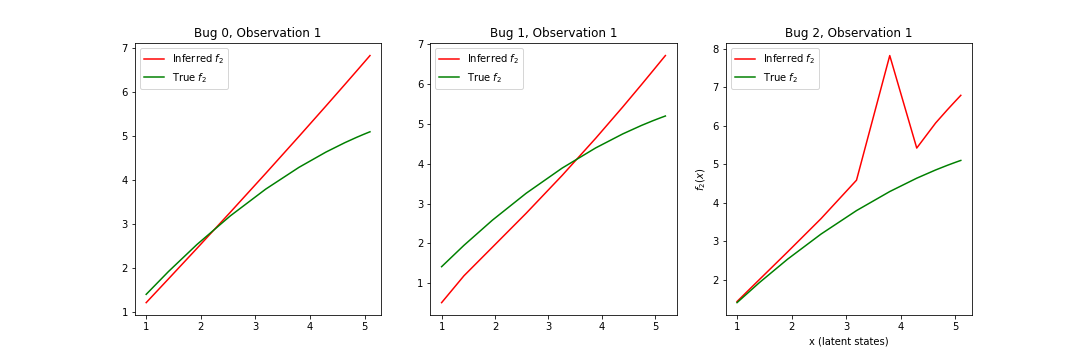 Bug 0, Observation 1
Inferred f₂
True f₂
7
6
5
4
3
2
1
1 2 3 4 5
Bug 1, Observation 1
Inferred f₂
True f₂
7
6
5
4
3
2
1
1 2 3 4 5
Bug 2, Observation 1
Inferred f₂
True f₂
f₂(x)
8
7
6
5
4
3
2
1 2 3 4 5
x (latent states)